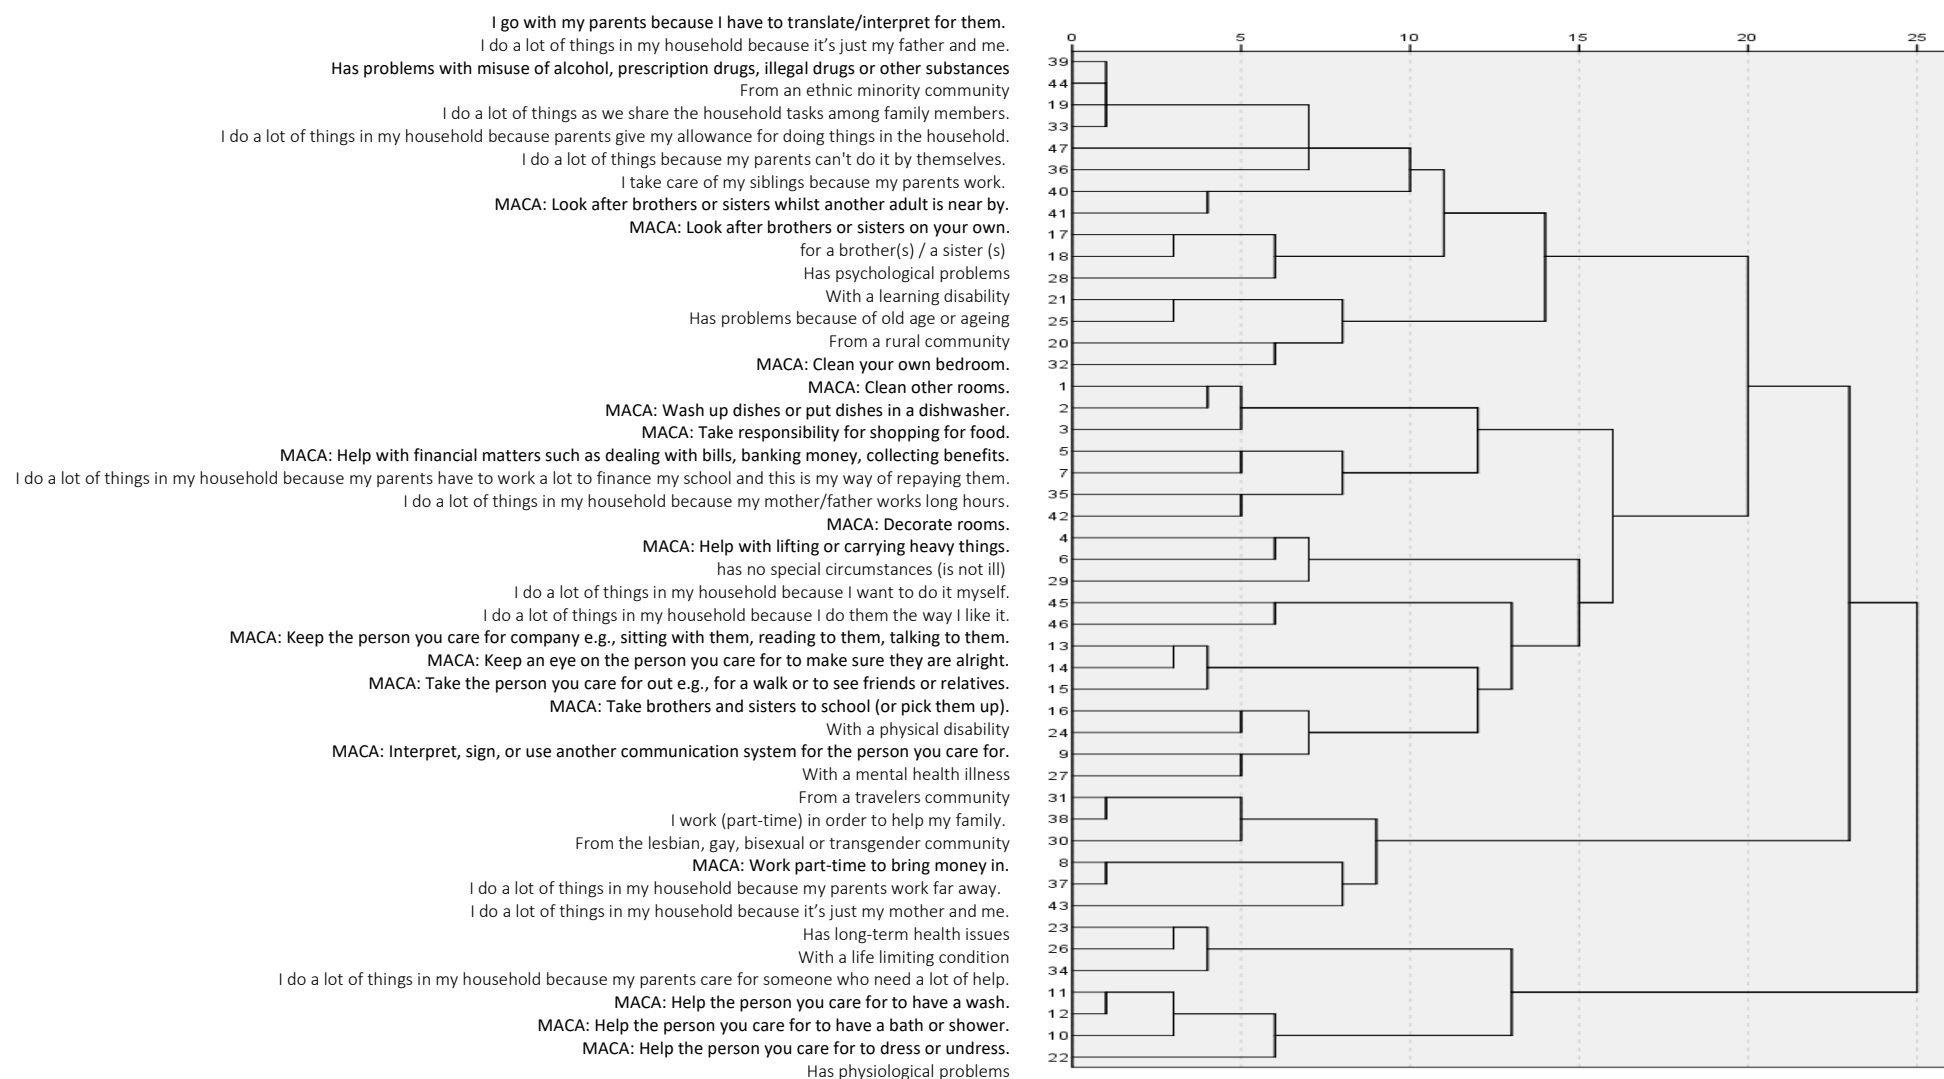 I go with my parents because I have to translate/interpret for them.
I do a lot of things in my household because it’s just my father and me.
Has problems with misuse of alcohol, prescription drugs, illegal drugs or other substances
From an ethnic minority community
I do a lot of things as we share the household tasks among family members.
I do a lot of things in my household because parents give my allowance for doing things in the household.
I do a lot of things because my parents can't do it by themselves.
I take care of my siblings because my parents work.
MACA: Look after brothers or sisters whilst another adult is near by.
MACA: Look after brothers or sisters on your own.
for a brother(s) / a sister (s)
Has psychological problems
With a learning disability
Has problems because of old age or ageing
From a rural community
MACA: Clean your own bedroom.
MACA: Clean other rooms.
MACA: Wash up dishes or put dishes in a dishwasher.
MACA: Take responsibility for shopping for food.
MACA: Help with financial matters such as dealing with bills, banking money, collecting benefits.
I do a lot of things in my household because my parents have to work a lot to finance my school and this is my way of repaying them.
I do a lot of things in my household because my mother/father works long hours.
MACA: Decorate rooms.
MACA: Help with lifting or carrying heavy things.
has no special circumstances (is not ill)
I do a lot of things in my household because I want to do it myself.
I do a lot of things in my household because I do them the way I like it.
MACA: Keep the person you care for company e.g., sitting with them, reading to them, talking to them.
MACA: Keep an eye on the person you care for to make sure they are alright.
MACA: Take the person you care for out e.g., for a walk or to see friends or relatives.
MACA: Take brothers and sisters to school (or pick them up).
With a physical disability
MACA: Interpret, sign, or use another communication system for the person you care for.
With a mental health illness
From a travelers community
I work (part-time) in order to help my family.
From the lesbian, gay, bisexual or transgender community
MACA: Work part-time to bring money in.
I do a lot of things in my household because my parents work far away.
I do a lot of things in my household because it’s just my mother and me.
Has long-term health issues
With a life limiting condition
I do a lot of things in my household because my parents care for someone who need a lot of help.
MACA: Help the person you care for to have a wash.
MACA: Help the person you care for to have a bath or shower.
MACA: Help the person you care for to dress or undress.
Has physiological problems
0 5 10 15 20 25
39
44
19
33
47
36
40
41
17
18
28
21
25
20
32
1
2
3
5
7
35
42
4
6
29
45
46
13
14
15
16
24
9
27
31
38
30
8
37
43
23
26
34
11
12
10
22